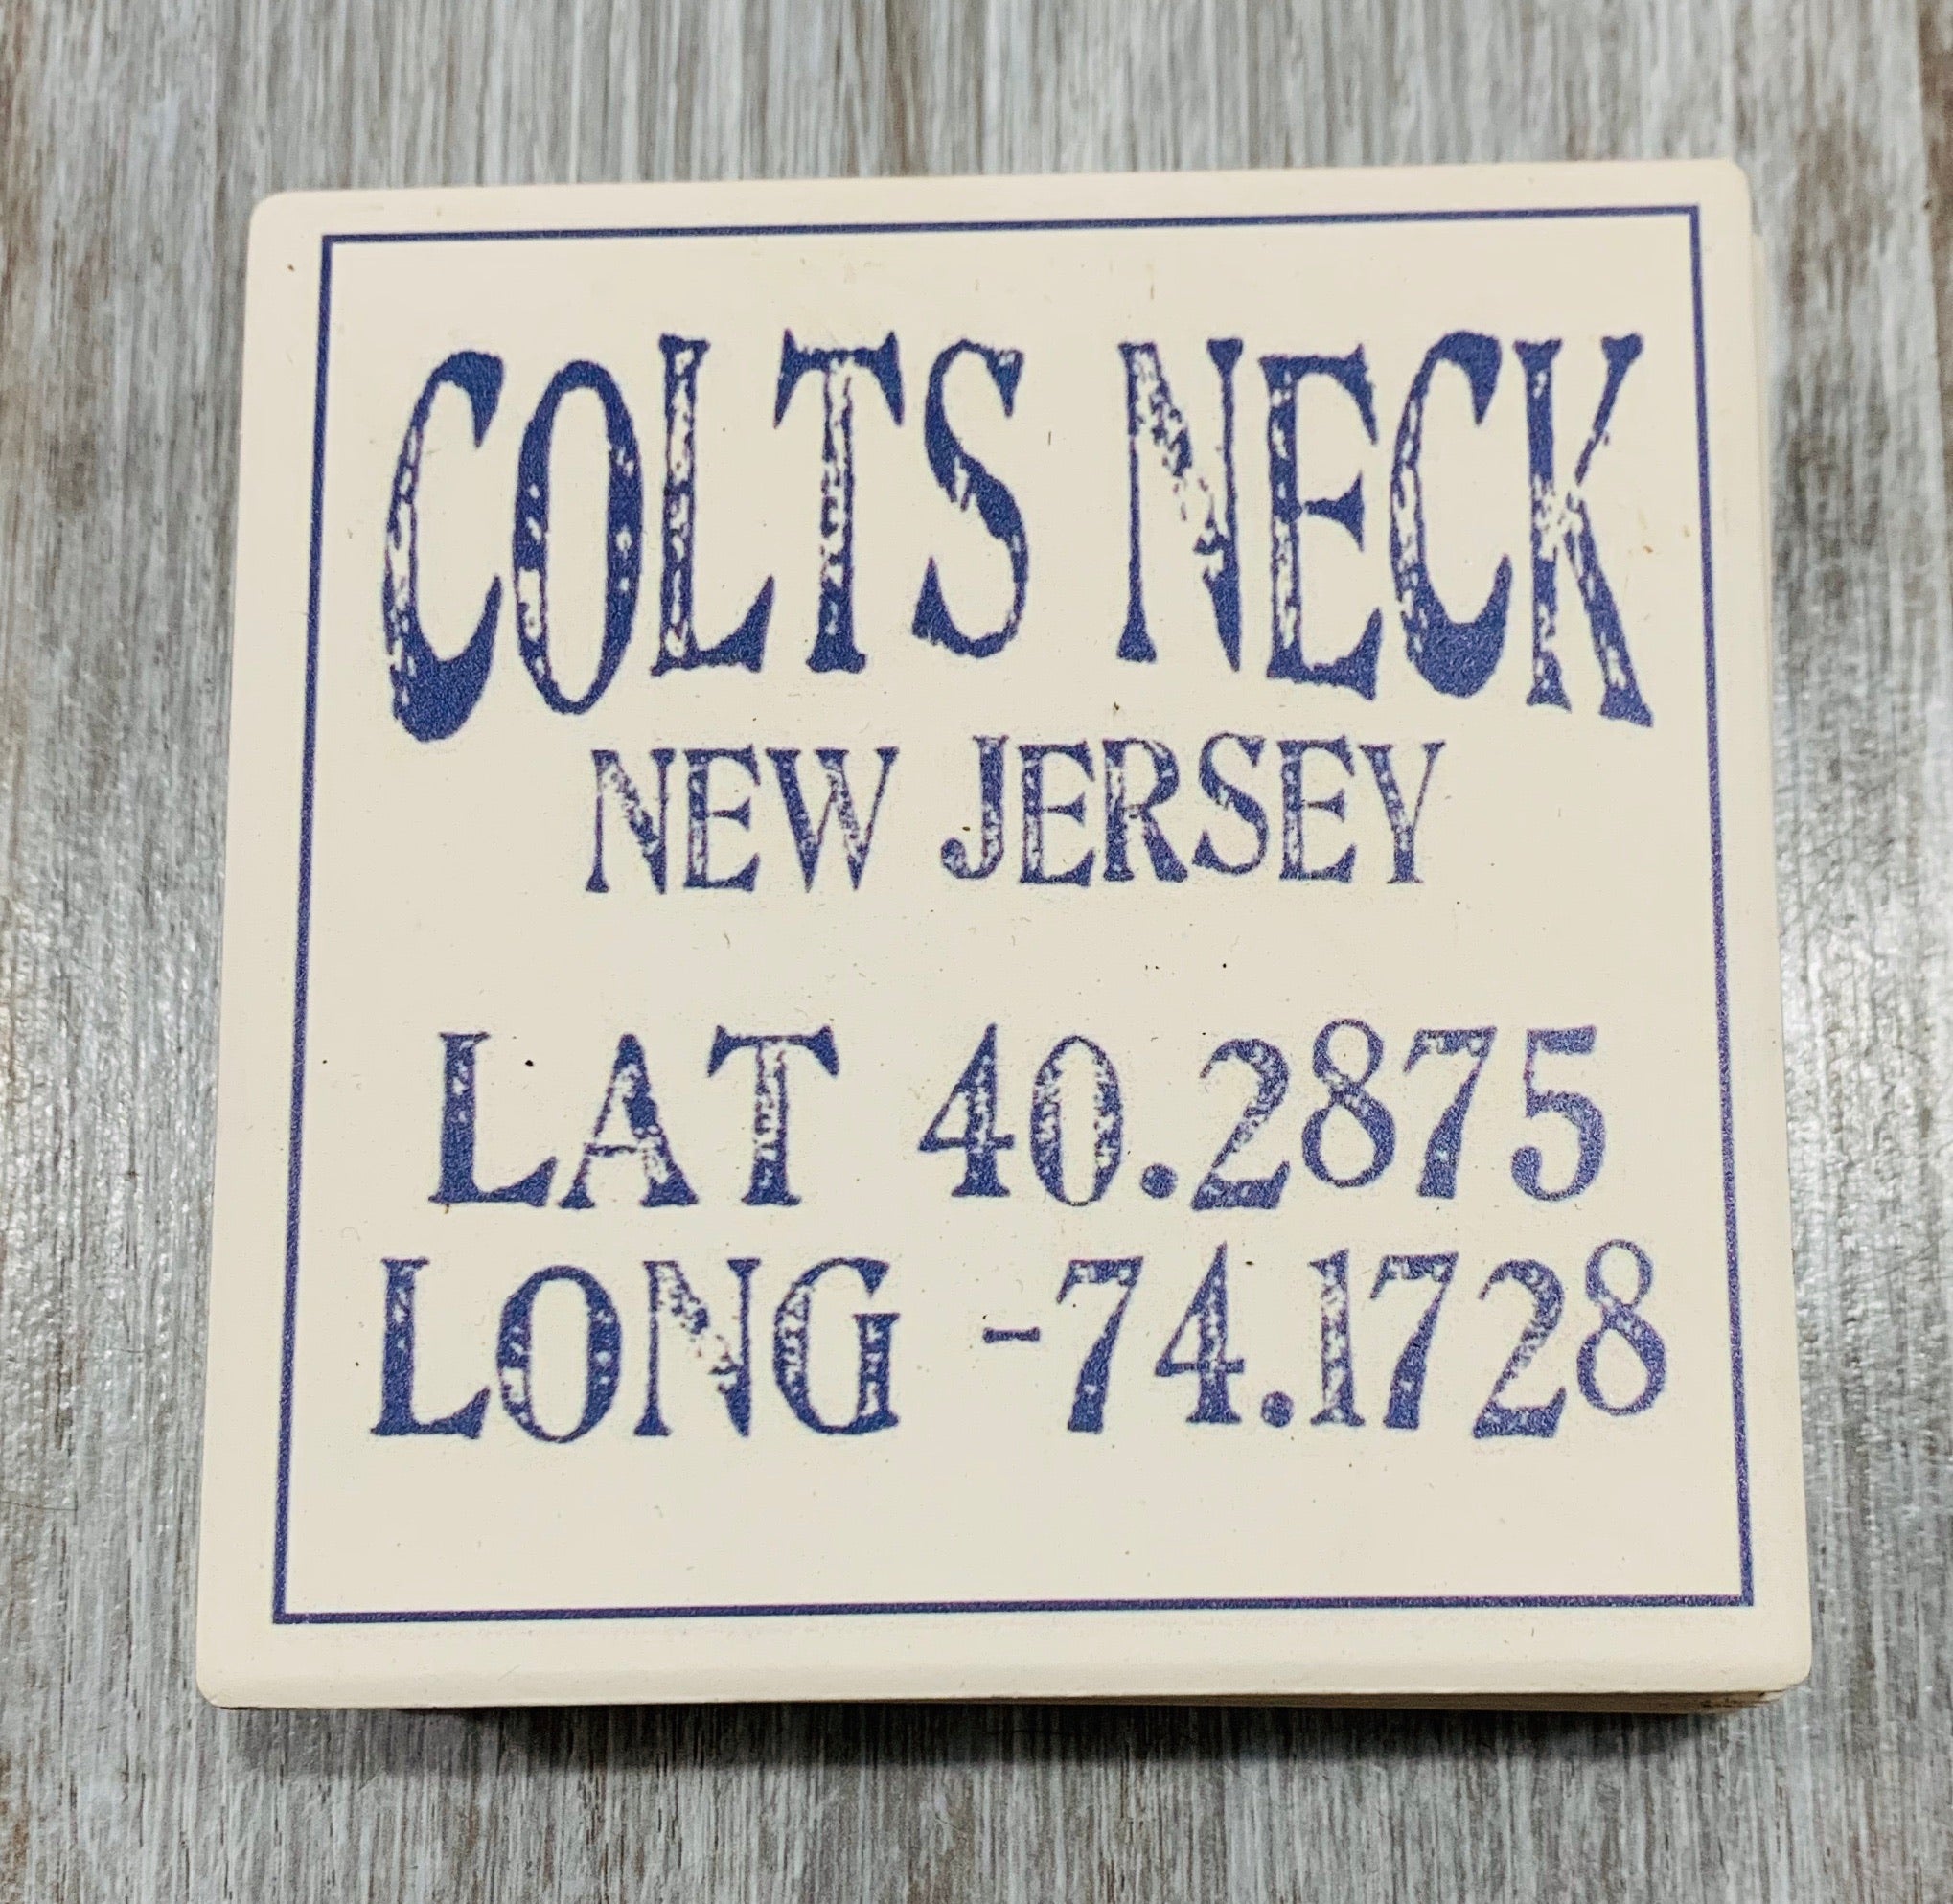 COLTS NECK
NEW JERSEY
LAT 40.2875
LONG -74.1728